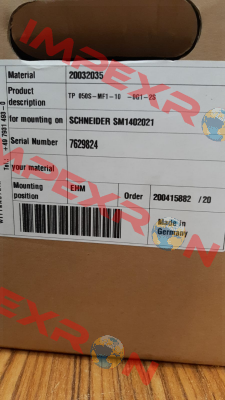 IMPEXRON
Material 20032035
Product description TP 050S-MF1-10 -0G1-2S
for mounting on SCHNEIDER SM1402021
Serial Number 7629824
your material
Mounting position EHM Order 200415882 /20
Made in Germany
IMPEXRON